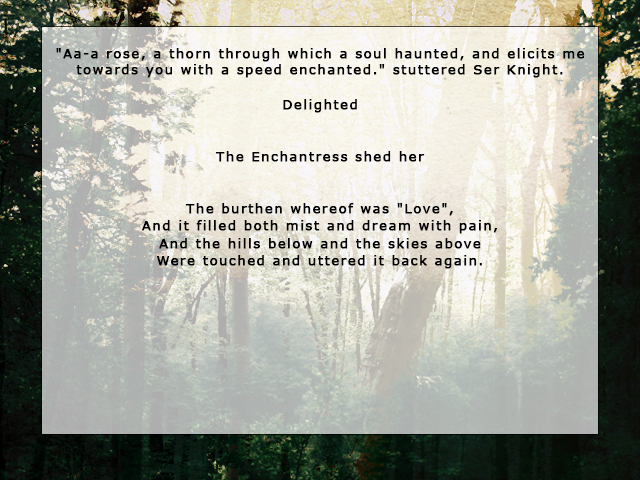 "Aa-a rose, a thorn through which a soul haunted, and elicits me
towards you with a speed enchanted." stuttered Ser Knight.
Delighted
The Enchantress shed her
The burthen whereof was "Love",
And it filled both mist and dream with pain,
And the hills below and the skies above
Were touched and uttered it back again.